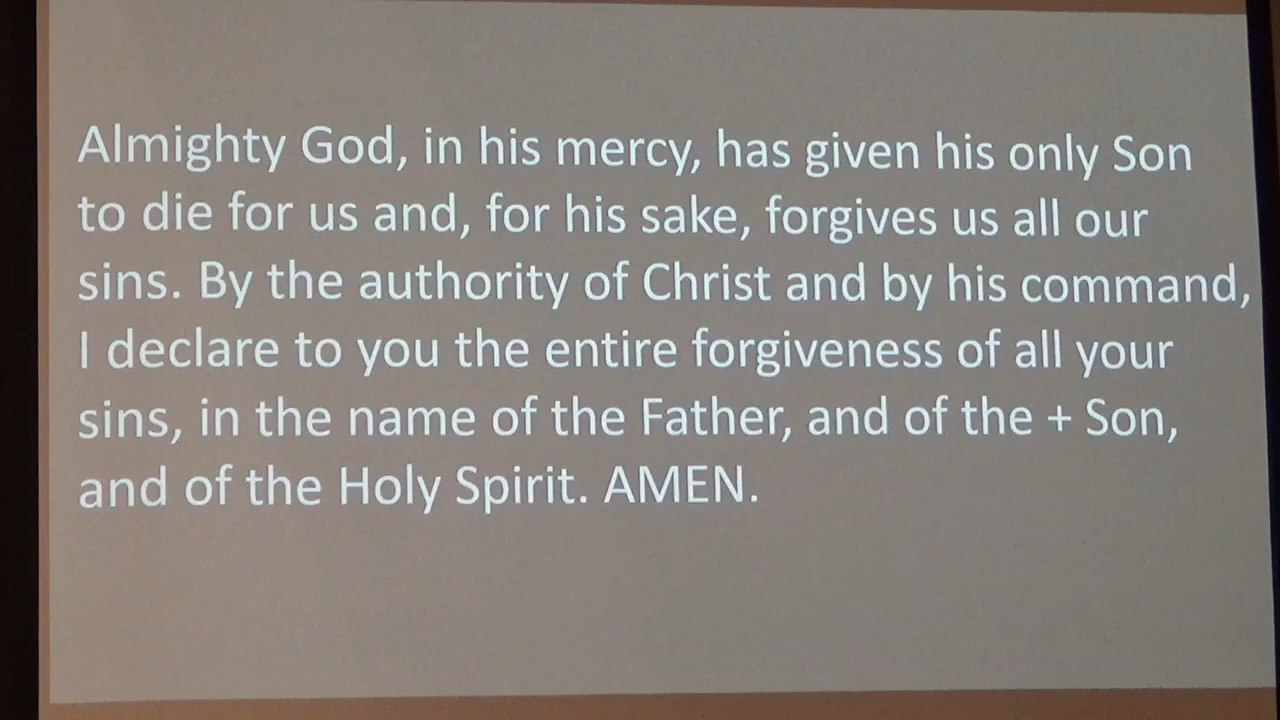 Almighty God, in his mercy, has given his only Son
to die for us and, for his sake, forgives us all our
sins. By the authority of Christ and by his command,
I declare to you the entire forgiveness of all your
sins, in the name of the Father, and of the + Son,
and of the Holy Spirit. AMEN.